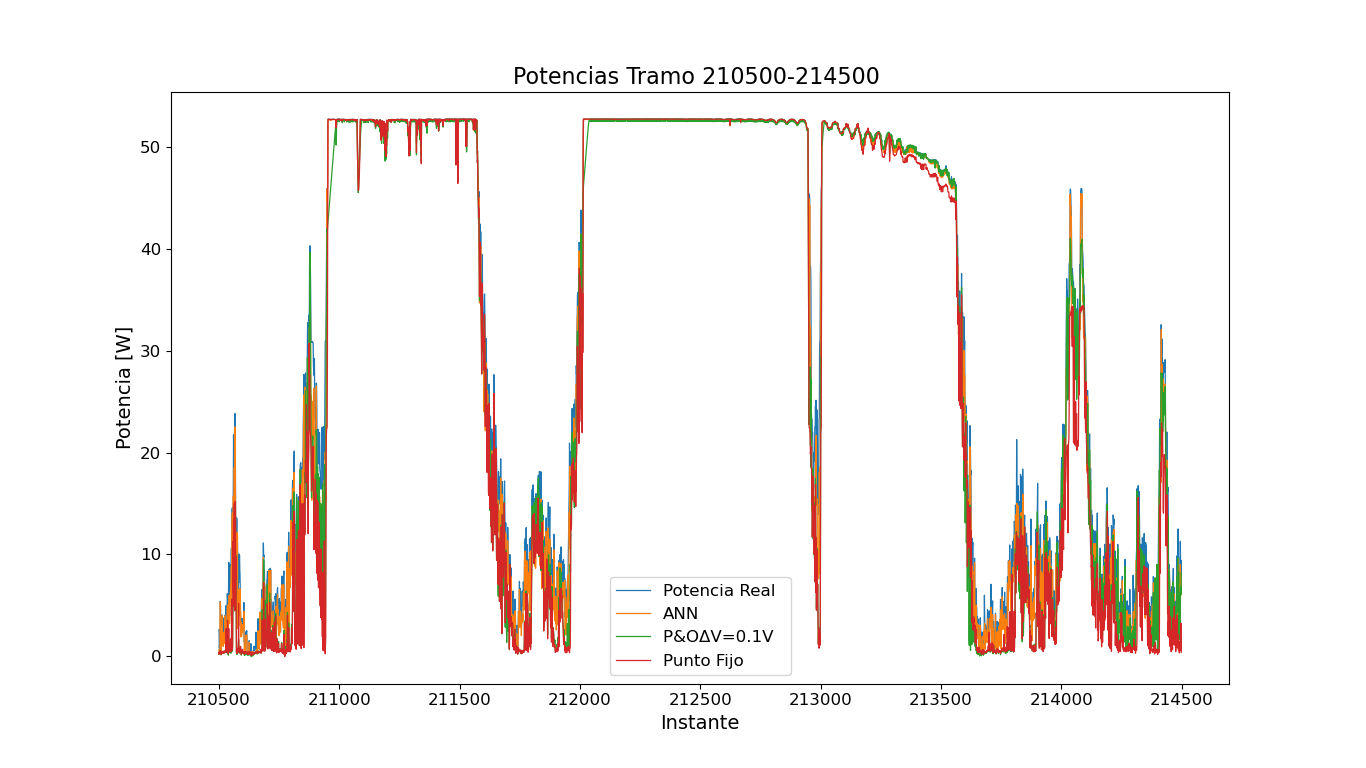 Potencias Tramo 210500-214500
Potencia [W]
50
40
30
20
10
0
Potencia Real
ANN
P&OΔV=0.1V
Punto Fijo
210500 211000 211500 212000 212500 213000 213500 214000 214500
Instante